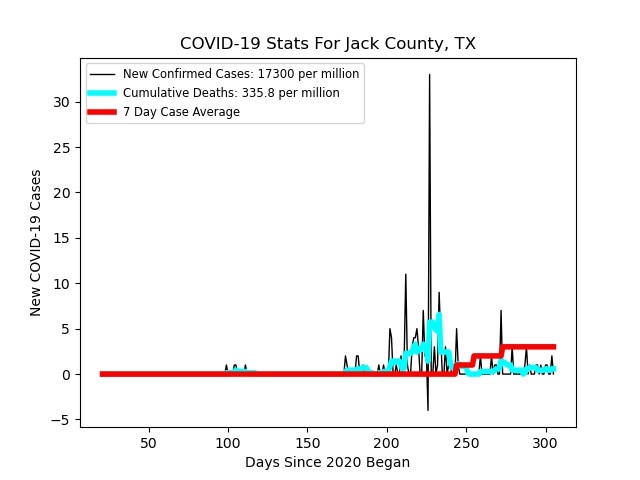 COVID-19 Stats For Jack County, TX
New Confirmed Cases: 17300 per million
Cumulative Deaths: 335.8 per million
7 Day Case Average
New COVID-19 Cases
30
25
20
15
10
5
0
−5
50 100 150 200 250 300
Days Since 2020 Began